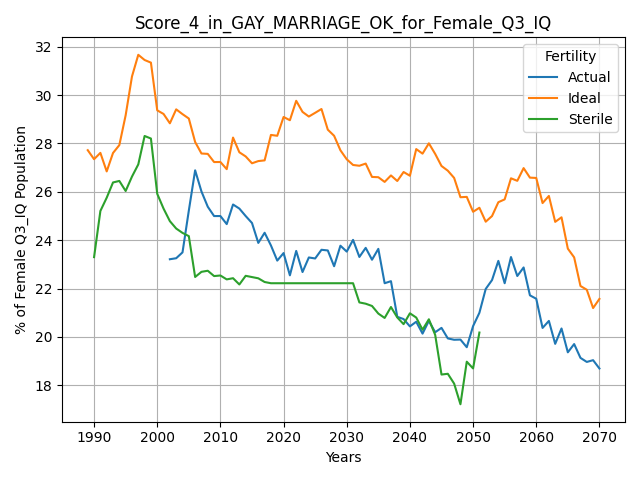 Score_4_in_GAY_MARRIAGE_OK_for_Female_Q3_IQ
Fertility
Actual
Ideal
Sterile
% of Female Q3_IQ Population
32
30
28
26
24
22
20
18
1990 2000 2010 2020 2030 2040 2050 2060 2070
Years